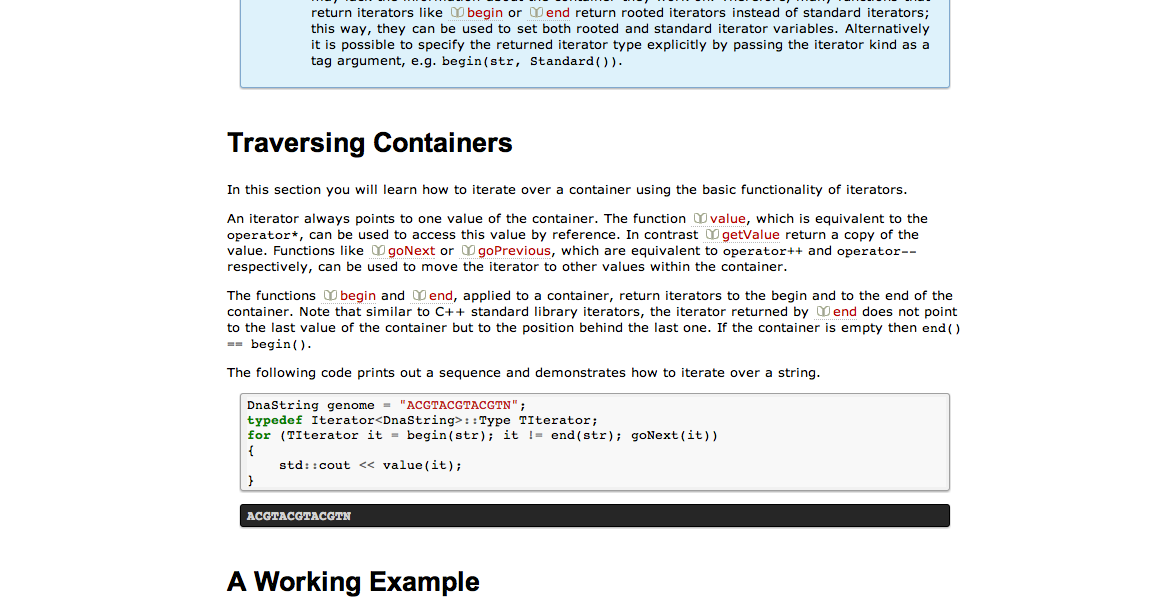 return iterators like begin or end return rooted iterators instead of standard iterators;
this way, they can be used to set both rooted and standard iterator variables. Alternatively
it is possible to specify the returned iterator type explicitly by passing the iterator kind as a
tag argument, e.g. begin(str, Standard()).
Traversing Containers
In this section you will learn how to iterate over a container using the basic functionality of iterators.
An iterator always points to one value of the container. The function value, which is equivalent to the
operator*, can be used to access this value by reference. In contrast getValue return a copy of the
value. Functions like goNext or goPrevious, which are equivalent to operator++ and operator--
respectively, can be used to move the iterator to other values within the container.
The functions begin and end, applied to a container, return iterators to the begin and to the end of the
container. Note that similar to C++ standard library iterators, the iterator returned by end does not point
to the last value of the container but to the position behind the last one. If the container is empty then end()
== begin().
The following code prints out a sequence and demonstrates how to iterate over a string.
DnaString genome = "ACGTACGTACGTN";
typedef Iterator<DnaString>::Type TIterator;
for (TIterator it = begin(str); it != end(str); goNext(it))
{
    std::cout << value(it);
}
ACGTACGTACGTN
A Working Example